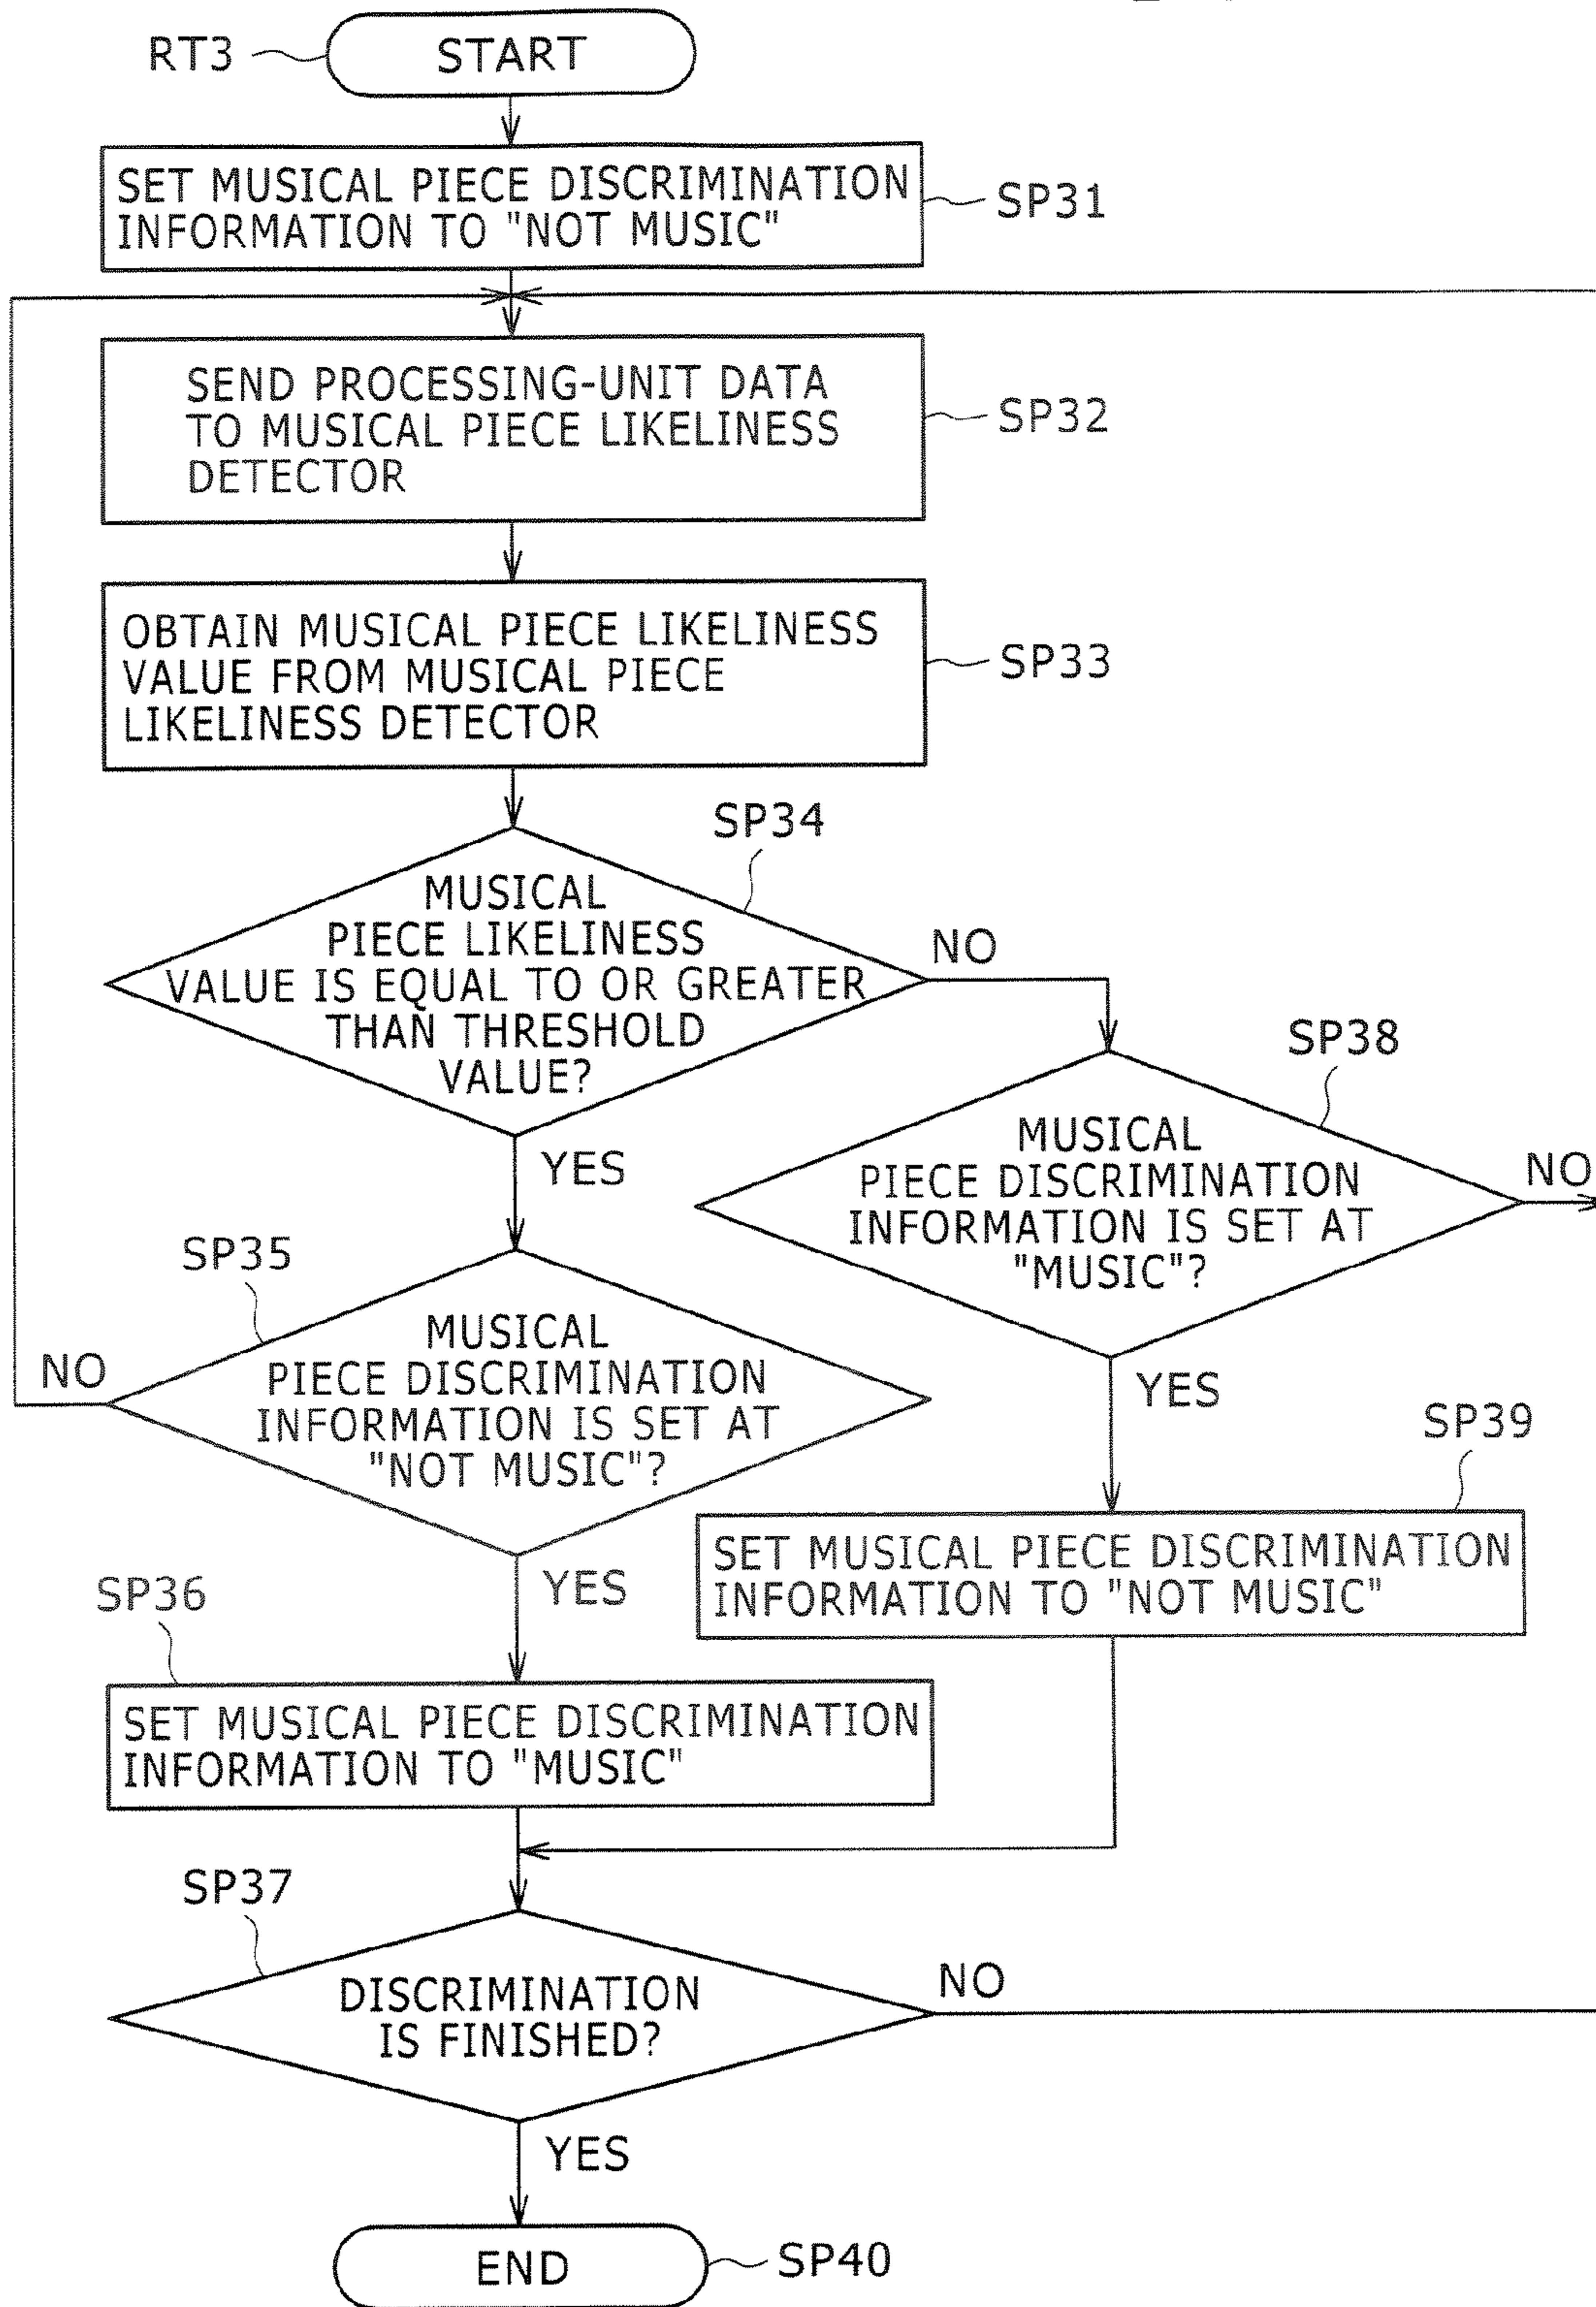 RT3
START
SET MUSICAL PIECE DISCRIMINATION
INFORMATION TO "NOT MUSIC"
SP31
SEND PROCESSING-UNIT DATA
TO MUSICAL PIECE LIKELINESS
DETECTOR
SP32
OBTAIN MUSICAL PIECE LIKELINESS
VALUE FROM MUSICAL PIECE
LIKELINESS DETECTOR
SP33
SP34
MUSICAL
PIECE LIKELINESS
VALUE IS EQUAL TO OR GREATER
THAN THRESHOLD
VALUE?
NO
YES
SP38
MUSICAL
PIECE DISCRIMINATION
INFORMATION IS SET AT
"MUSIC"?
NO
YES
SP35
MUSICAL
PIECE DISCRIMINATION
INFORMATION IS SET AT
"NOT MUSIC"?
NO
YES
SP39
SET MUSICAL PIECE DISCRIMINATION
INFORMATION TO "NOT MUSIC"
SP36
SET MUSICAL PIECE DISCRIMINATION
INFORMATION TO "MUSIC"
SP37
DISCRIMINATION
IS FINISHED?
NO
YES
END
SP40